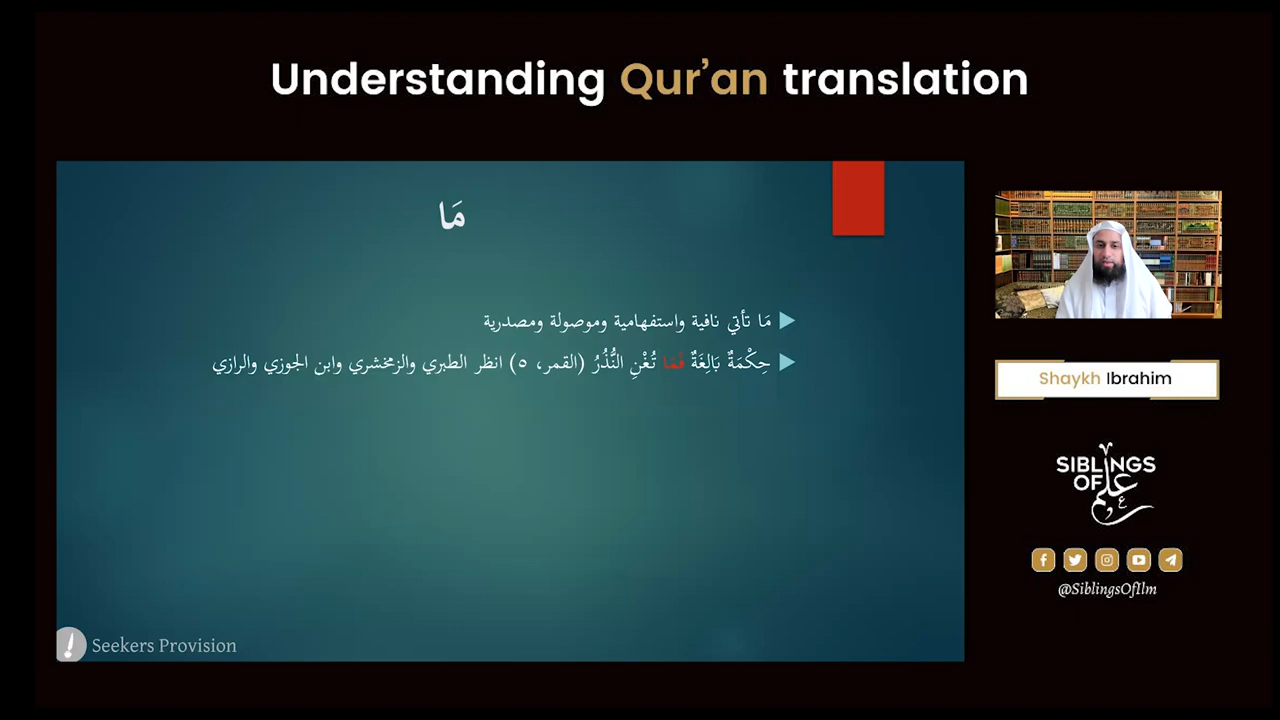 Understanding Qur’an translation
مَا
مَا تأتي نافية واستفهامية وموصولة ومصدرية
حِكْمَةٌ بَالِغَةٌ فَمَا تُغْنِ النُّذُرُ (القمر، ٥) انظر الطبري والزمخشري وابن الجوزي والرازي
Seekers Provision
Shaykh Ibrahim
SIBLINGS
OF علم
@SiblingsOfIlm